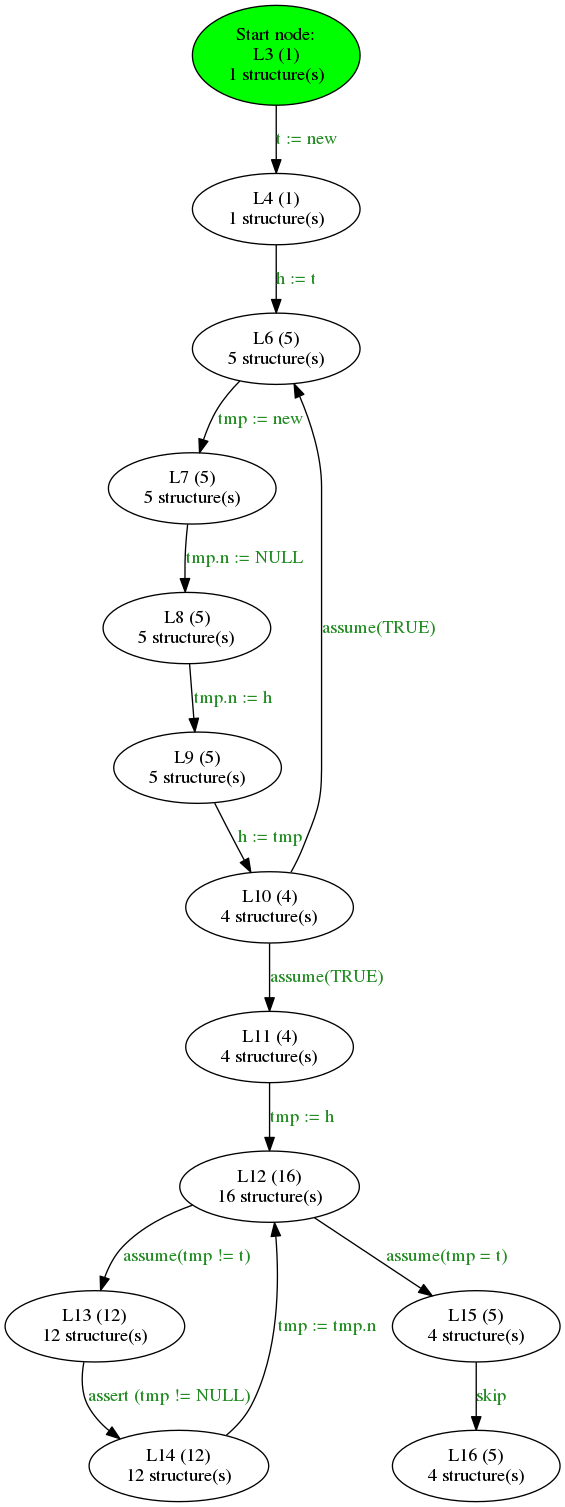 Start node:
L3 (1)
1 structure(s)
t := new
L4 (1)
1 structure(s)
h := t
L6 (5)
5 structure(s)
tmp := new
L7 (5)
5 structure(s)
tmp.n := NULL
L8 (5)
5 structure(s)
assume(TRUE)
tmp.n := h
L9 (5)
5 structure(s)
h := tmp
L10 (4)
4 structure(s)
assume(TRUE)
L11 (4)
4 structure(s)
tmp := h
L12 (16)
16 structure(s)
assume(tmp != t)
assume(tmp = t)
L13 (12)
12 structure(s)
tmp := tmp.n
L15 (5)
4 structure(s)
assert (tmp != NULL)
skip
L14 (12)
12 structure(s)
L16 (5)
4 structure(s)